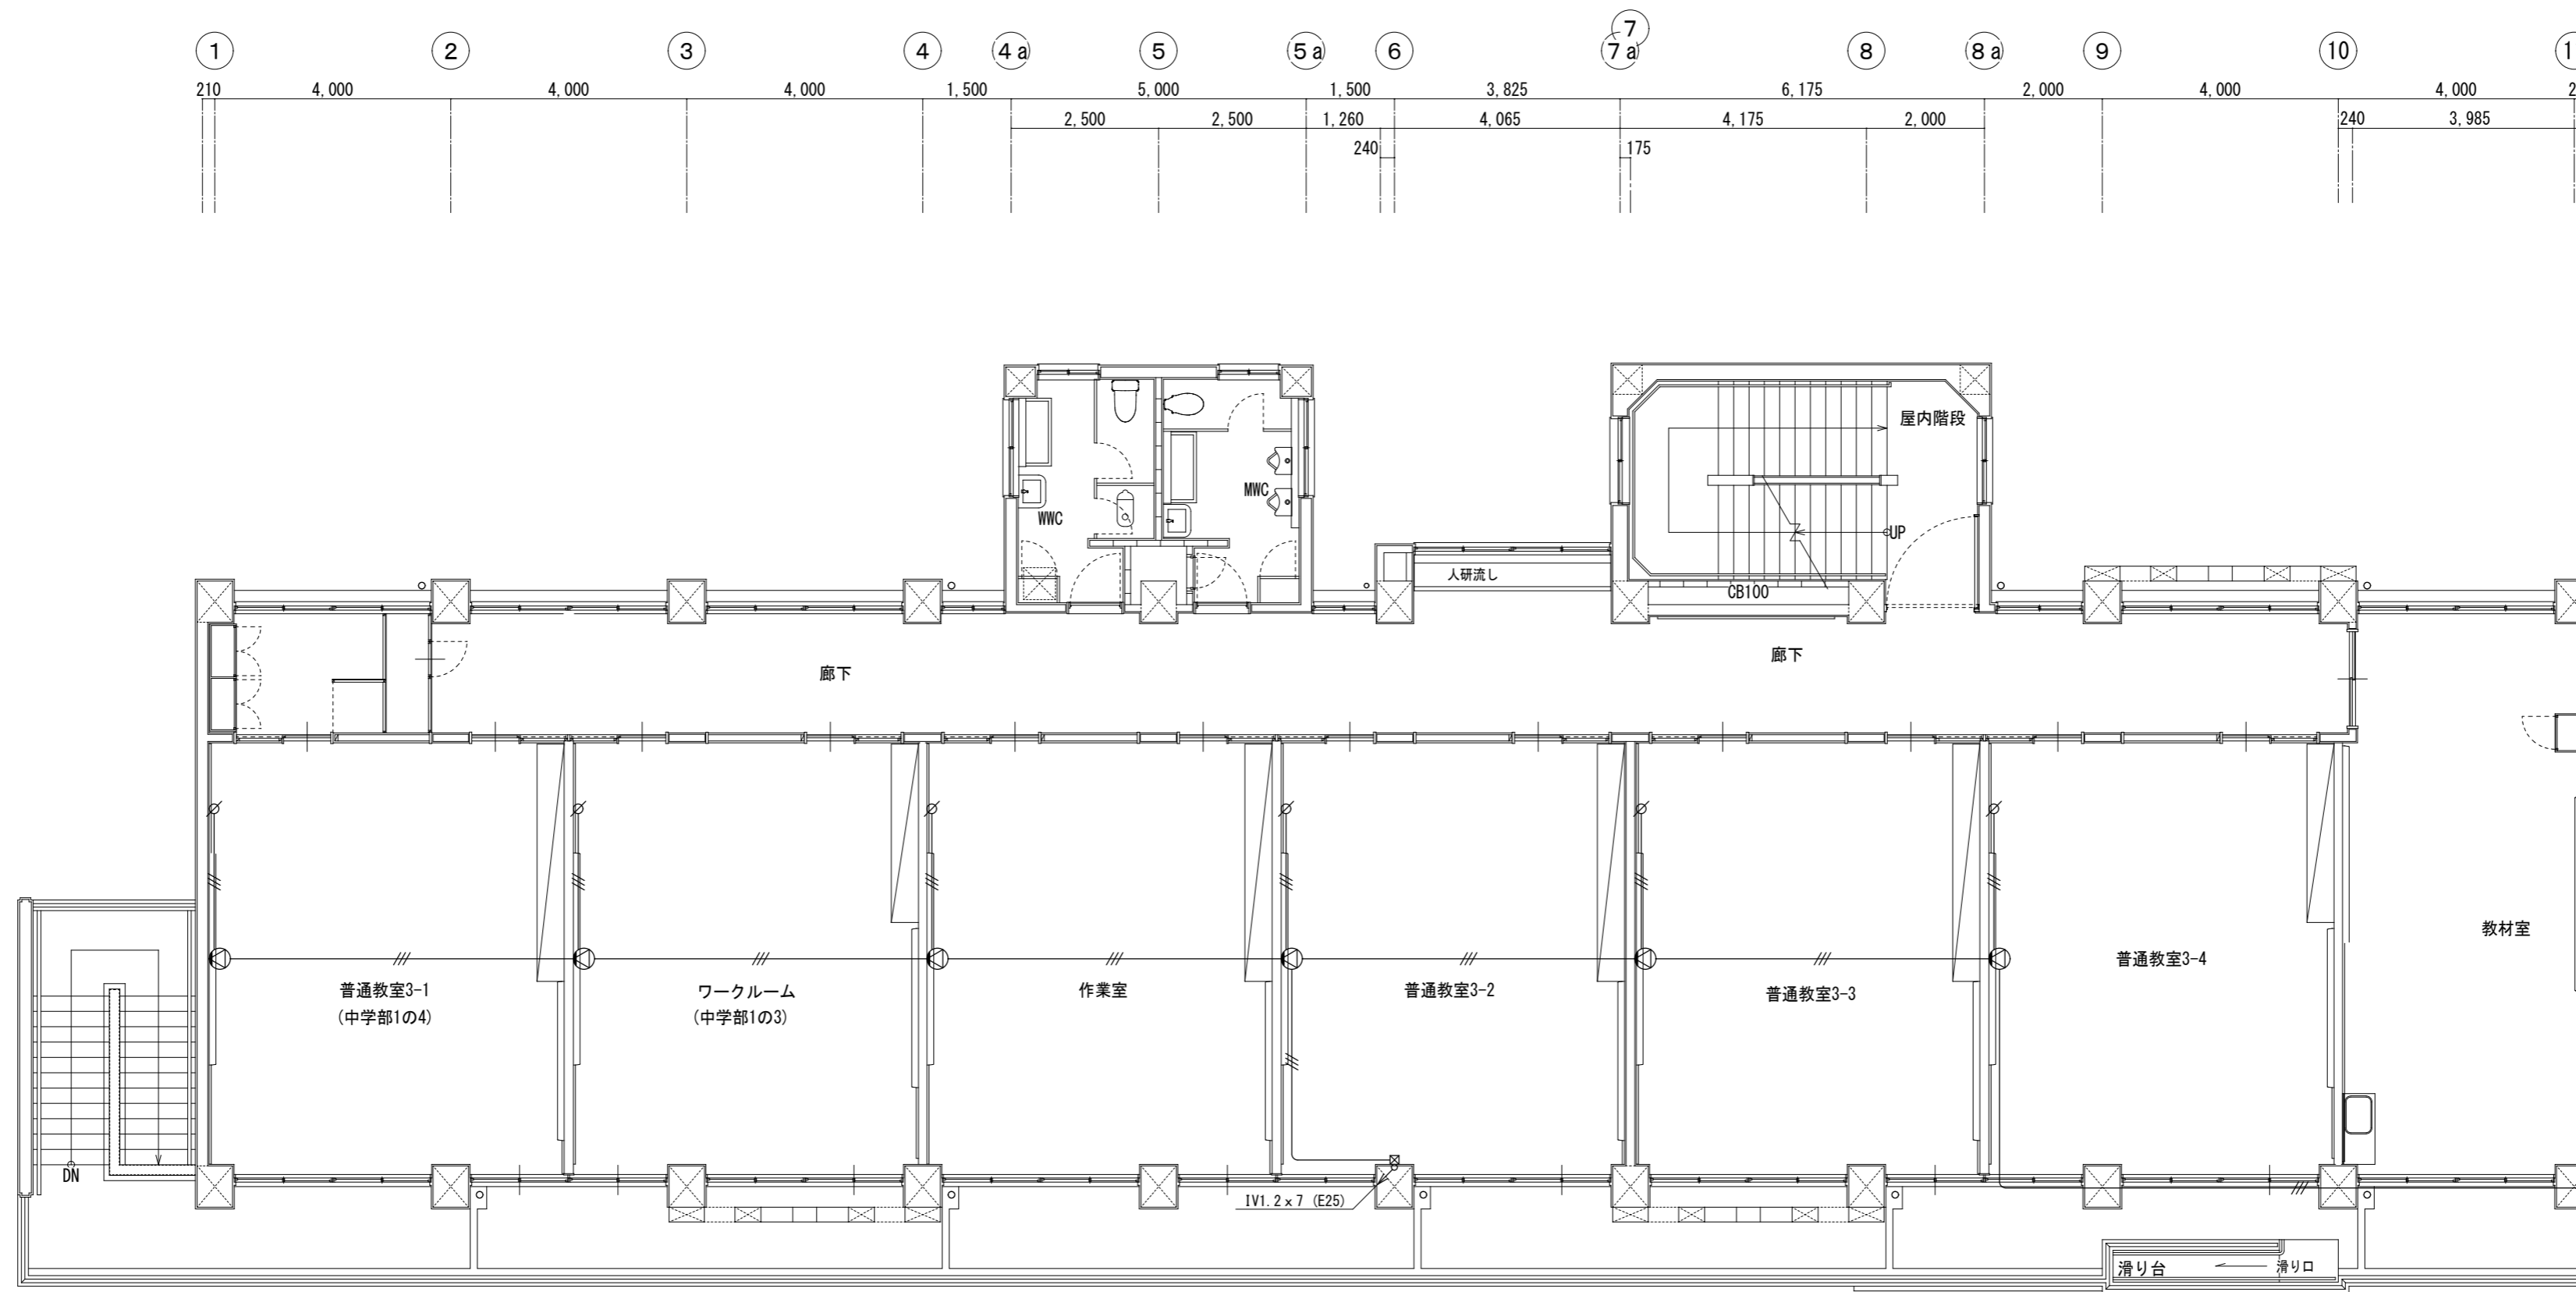 7
1
2
3
4
4a
5
5a
6
7a
8
8a
9
10
210
4,000
4,000
4,000
1,500
5,000
1,500
3,825
6,175
2,000
4,000
4,000
2,500
2,500
1,260
4,065
4,175
2,000
240
3,985
240
175
屋内階段
MWC
WWC
UP
人研流し
CB100
廊下
廊下
教材室
普通教室3-1
(中学部1の4)
ワークルーム
(中学部1の3)
作業室
普通教室3-2
普通教室3-3
普通教室3-4
DN
IV1.2x7 (E25)
滑り台
滑り口